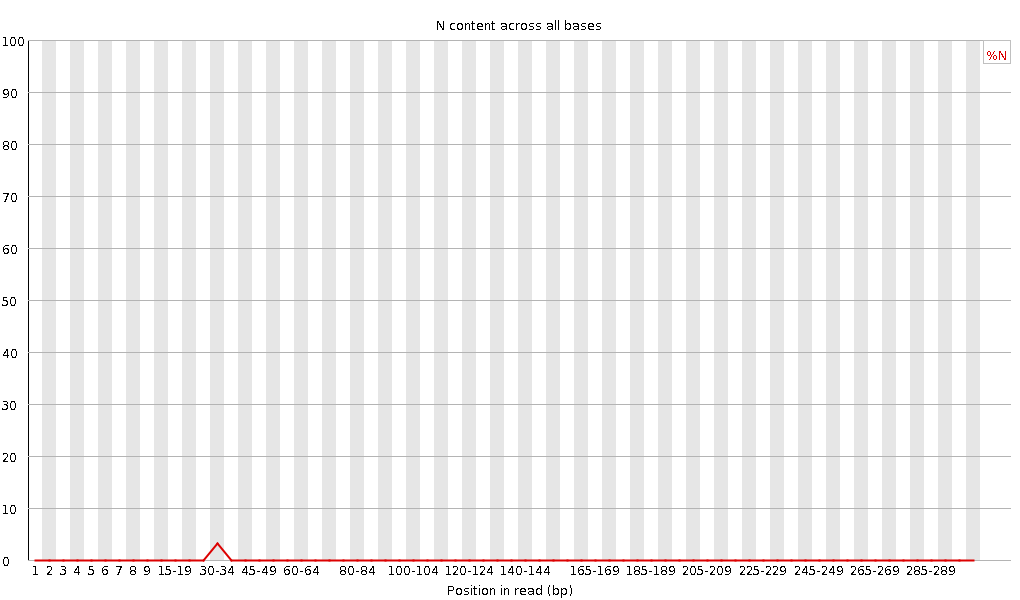 N content across all bases
%N
100
90
80
70
60
50
40
30
20
10
0
1 2 3 4 5 6 7 8 9 15-19 30-34 45-49 60-64 80-84 100-104 120-124 140-144 165-169 185-189 205-209 225-229 245-249 265-269 285-289
Position in read (bp)